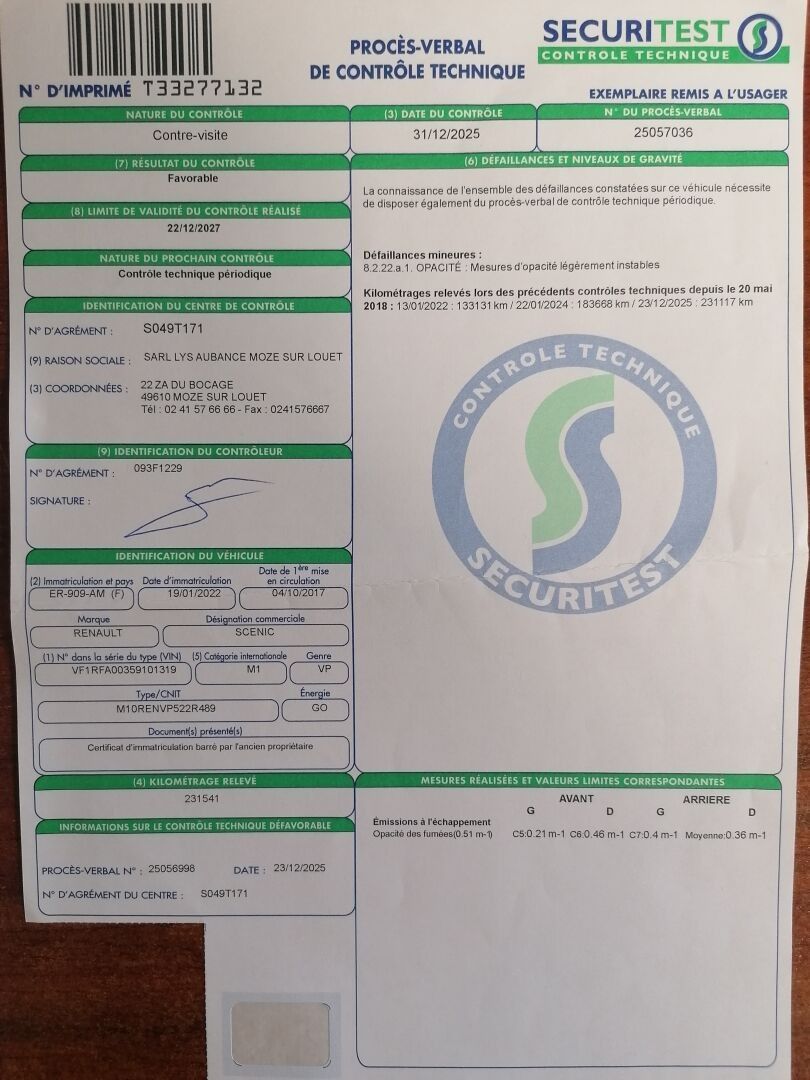 N° D'IMPRIMÉ T33277132
PROCÈS-VERBAL
DE CONTRÔLE TECHNIQUE
SECURITEST
CONTROLE TECHNIQUE
EXEMPLAIRE REMIS A L'USAGER
NATURE DU CONTRÔLE
Contre-visite
(3) DATE DU CONTRÔLE
31/12/2025
N° DU PROCÈS-VERBAL
25057036
(7) RÉSULTAT DU CONTRÔLE
Favorable
(8) LIMITE DE VALIDITÉ DU CONTRÔLE RÉALISÉ
22/12/2027
NATURE DU PROCHAIN CONTRÔLE
Contrôle technique périodique
IDENTIFICATION DU CENTRE DE CONTRÔLE
N° D'AGRÉMENT : S049T171
(9) RAISON SOCIALE : SARL LYS AUBANCE MOZE SUR LOUET
(3) COORDONNÉES : 22 ZA DU BOCAGE
49610 MOZE SUR LOUET
Tél : 02 41 57 66 66 - Fax : 0241576667
(9) IDENTIFICATION DU CONTRÔLEUR
N° D'AGRÉMENT : 093F1229
SIGNATURE :
IDENTIFICATION DU VÉHICULE
(2) Immatriculation et pays Date d'immatriculation Date de 1ère mise
en circulation
ER-909-AM (F) 19/01/2022 04/10/2017
Marque Désignation commerciale
RENAULT SCENIC
(1) N° dans la série du type (VIN) (5) Catégorie internationale Genre
VF1RFA00359101319 M1 VP
Type/CNIT Énergie
M10RENVP522R489 GO
Document(s) présenté(s)
Certificat d'immatriculation barré par l'ancien propriétaire
(4) KILOMÉTRAGE RELEVÉ
231541
INFORMATIONS SUR LE CONTRÔLE TECHNIQUE DÉFAVORABLE
PROCÈS-VERBAL N° : 25056998 DATE : 23/12/2025
N° D'AGRÉMENT DU CENTRE : S049T171
(6) DÉFAILLANCES ET NIVEAUX DE GRAVITÉ
La connaissance de l'ensemble des défaillances constatées sur ce véhicule nécessite
de disposer également du procès-verbal de contrôle technique périodique.
Défaillances mineures :
8.2.22.a.1. OPACITÉ : Mesures d'opacité légèrement instables
Kilométrages relevés lors des précédents contrôles techniques depuis le 20 mai
2018 : 13/01/2022 : 133131 km / 22/01/2024 : 183668 km / 23/12/2025 : 231117 km
CONTROLE TECHNIQUE
SECURITEST
MESURES RÉALISÉES ET VALEURS LIMITES CORRESPONDANTES
AVANT ARRIERE
G D G D
Émissions à l'échappement
Opacité des fumées(0.51 m-1) C5:0.21 m-1 C6:0.46 m-1 C7:0.4 m-1 Moyenne:0.36 m-1